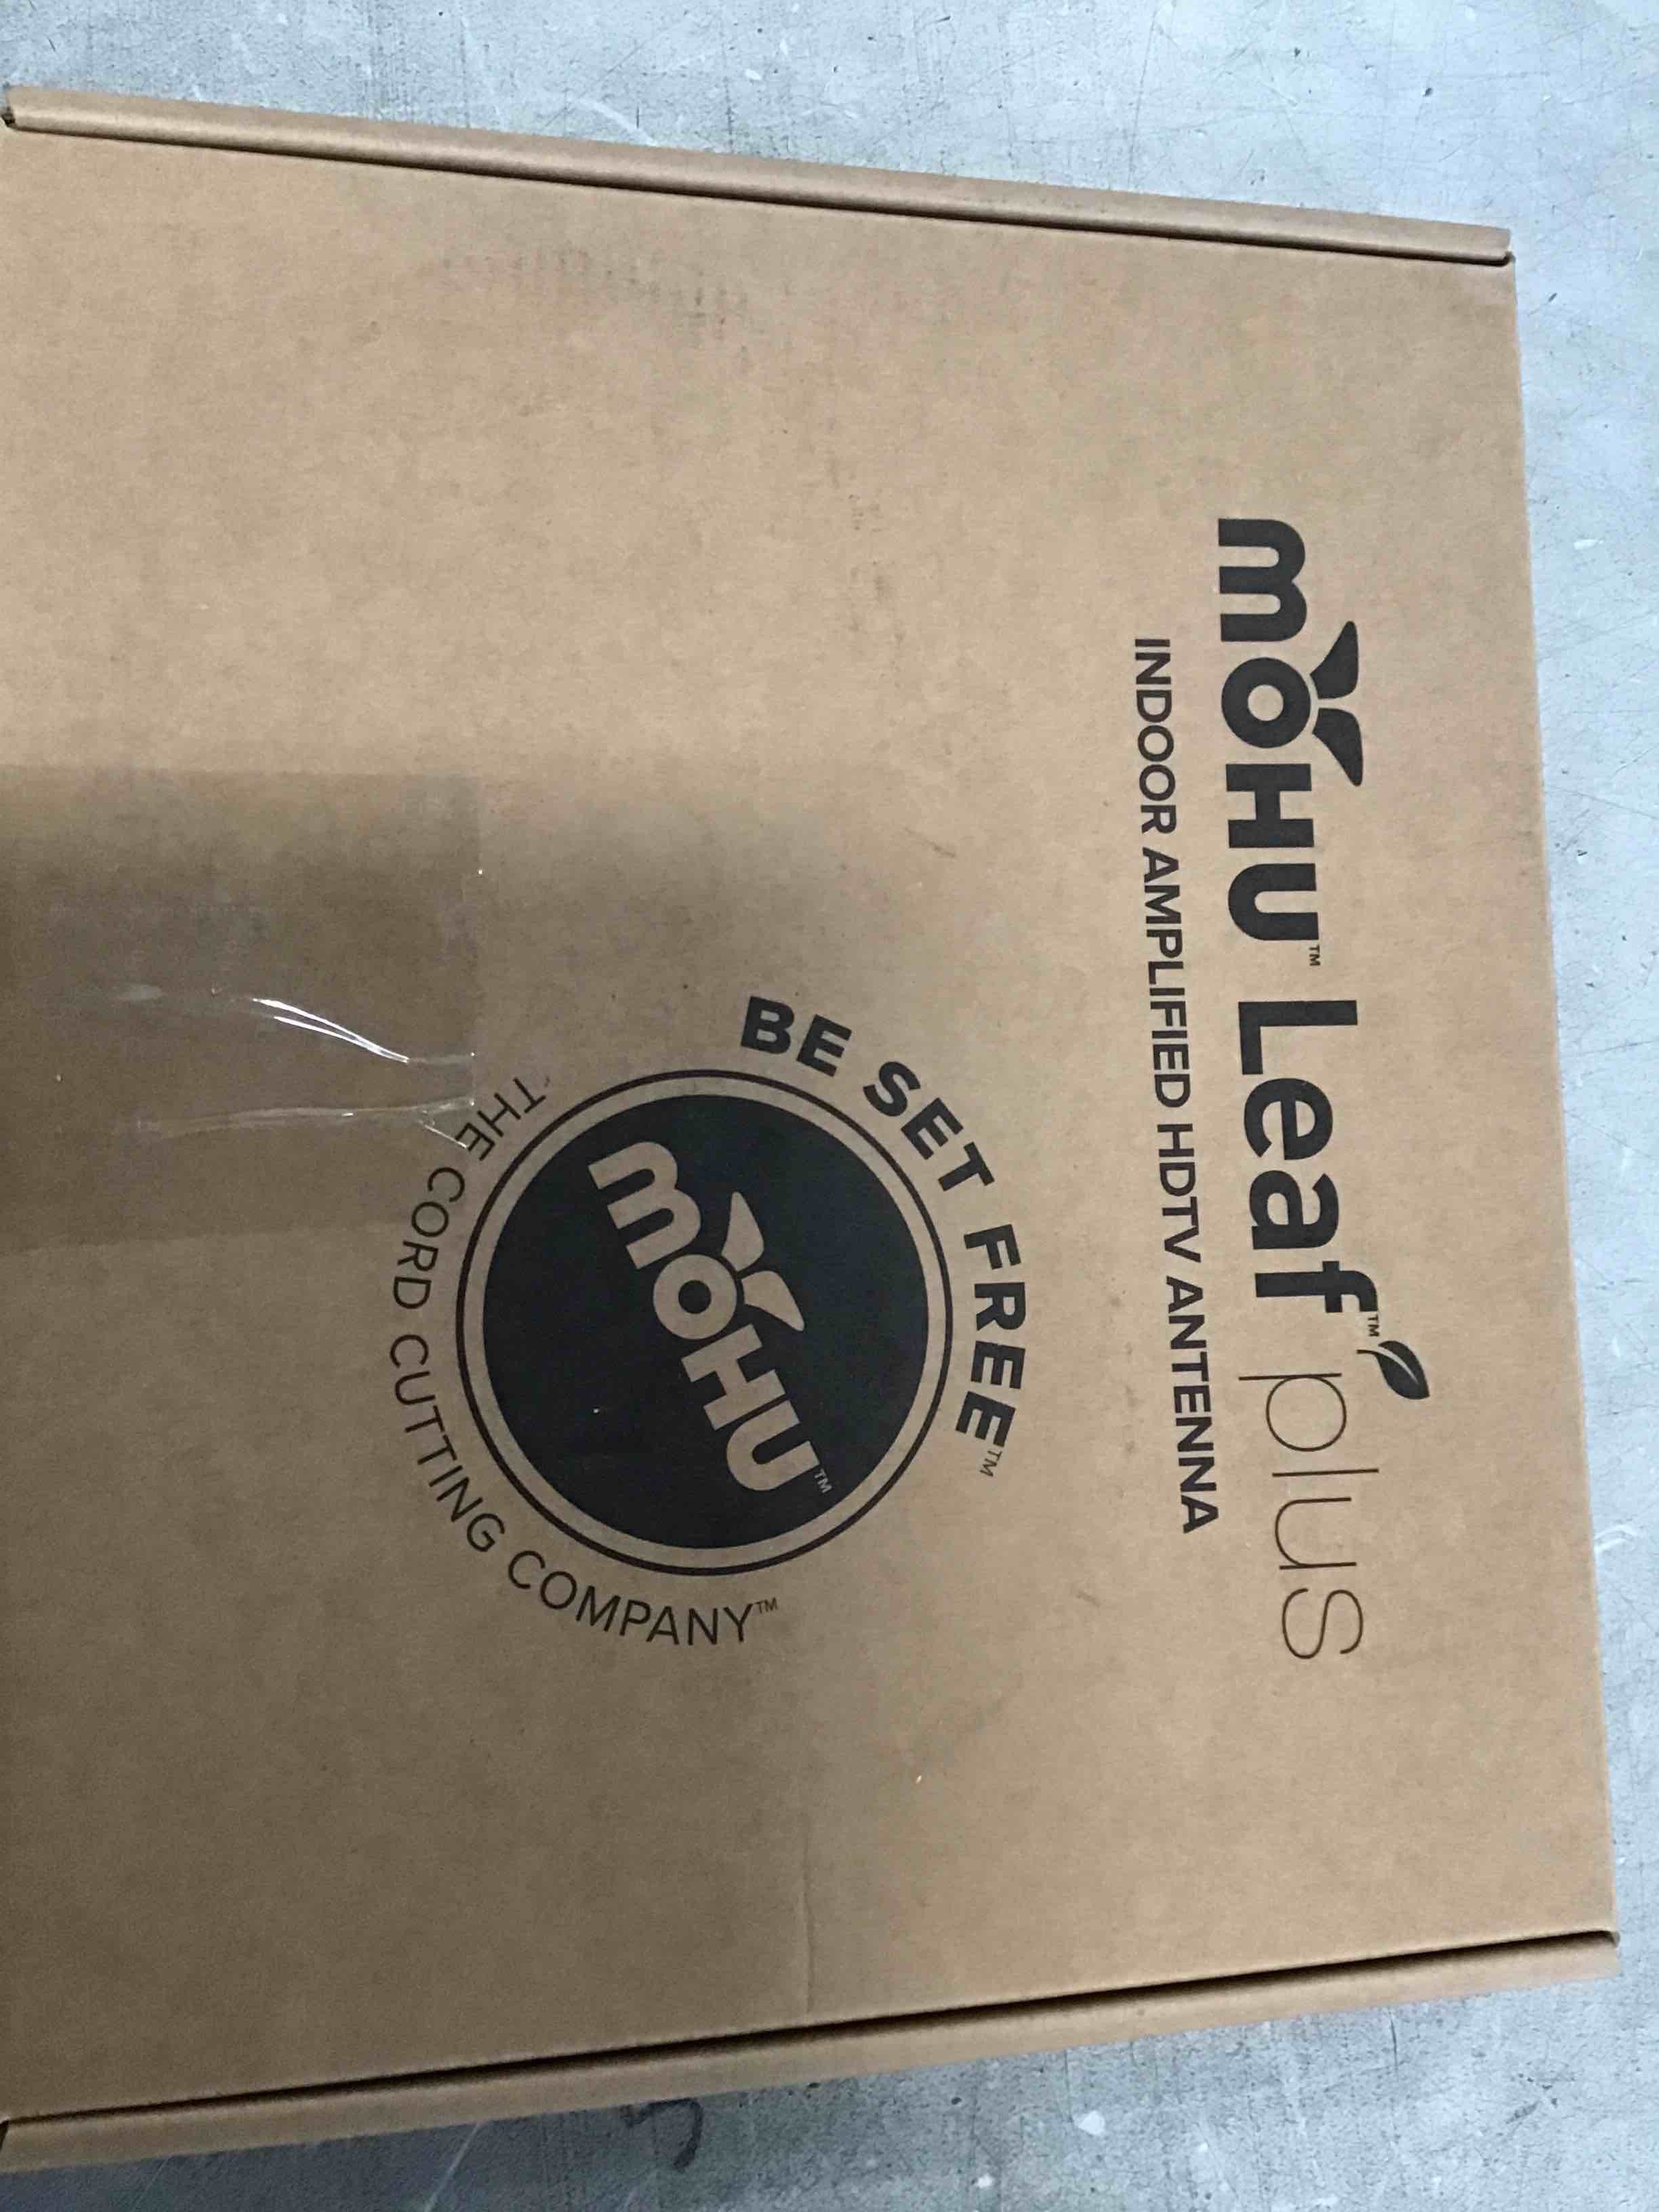 mOHU™ Leaf™ plus
INDOOR AMPLIFIED HDTV ANTENNA
BE SET FREE™
mOHU™
THE CORD CUTTING COMPANY™